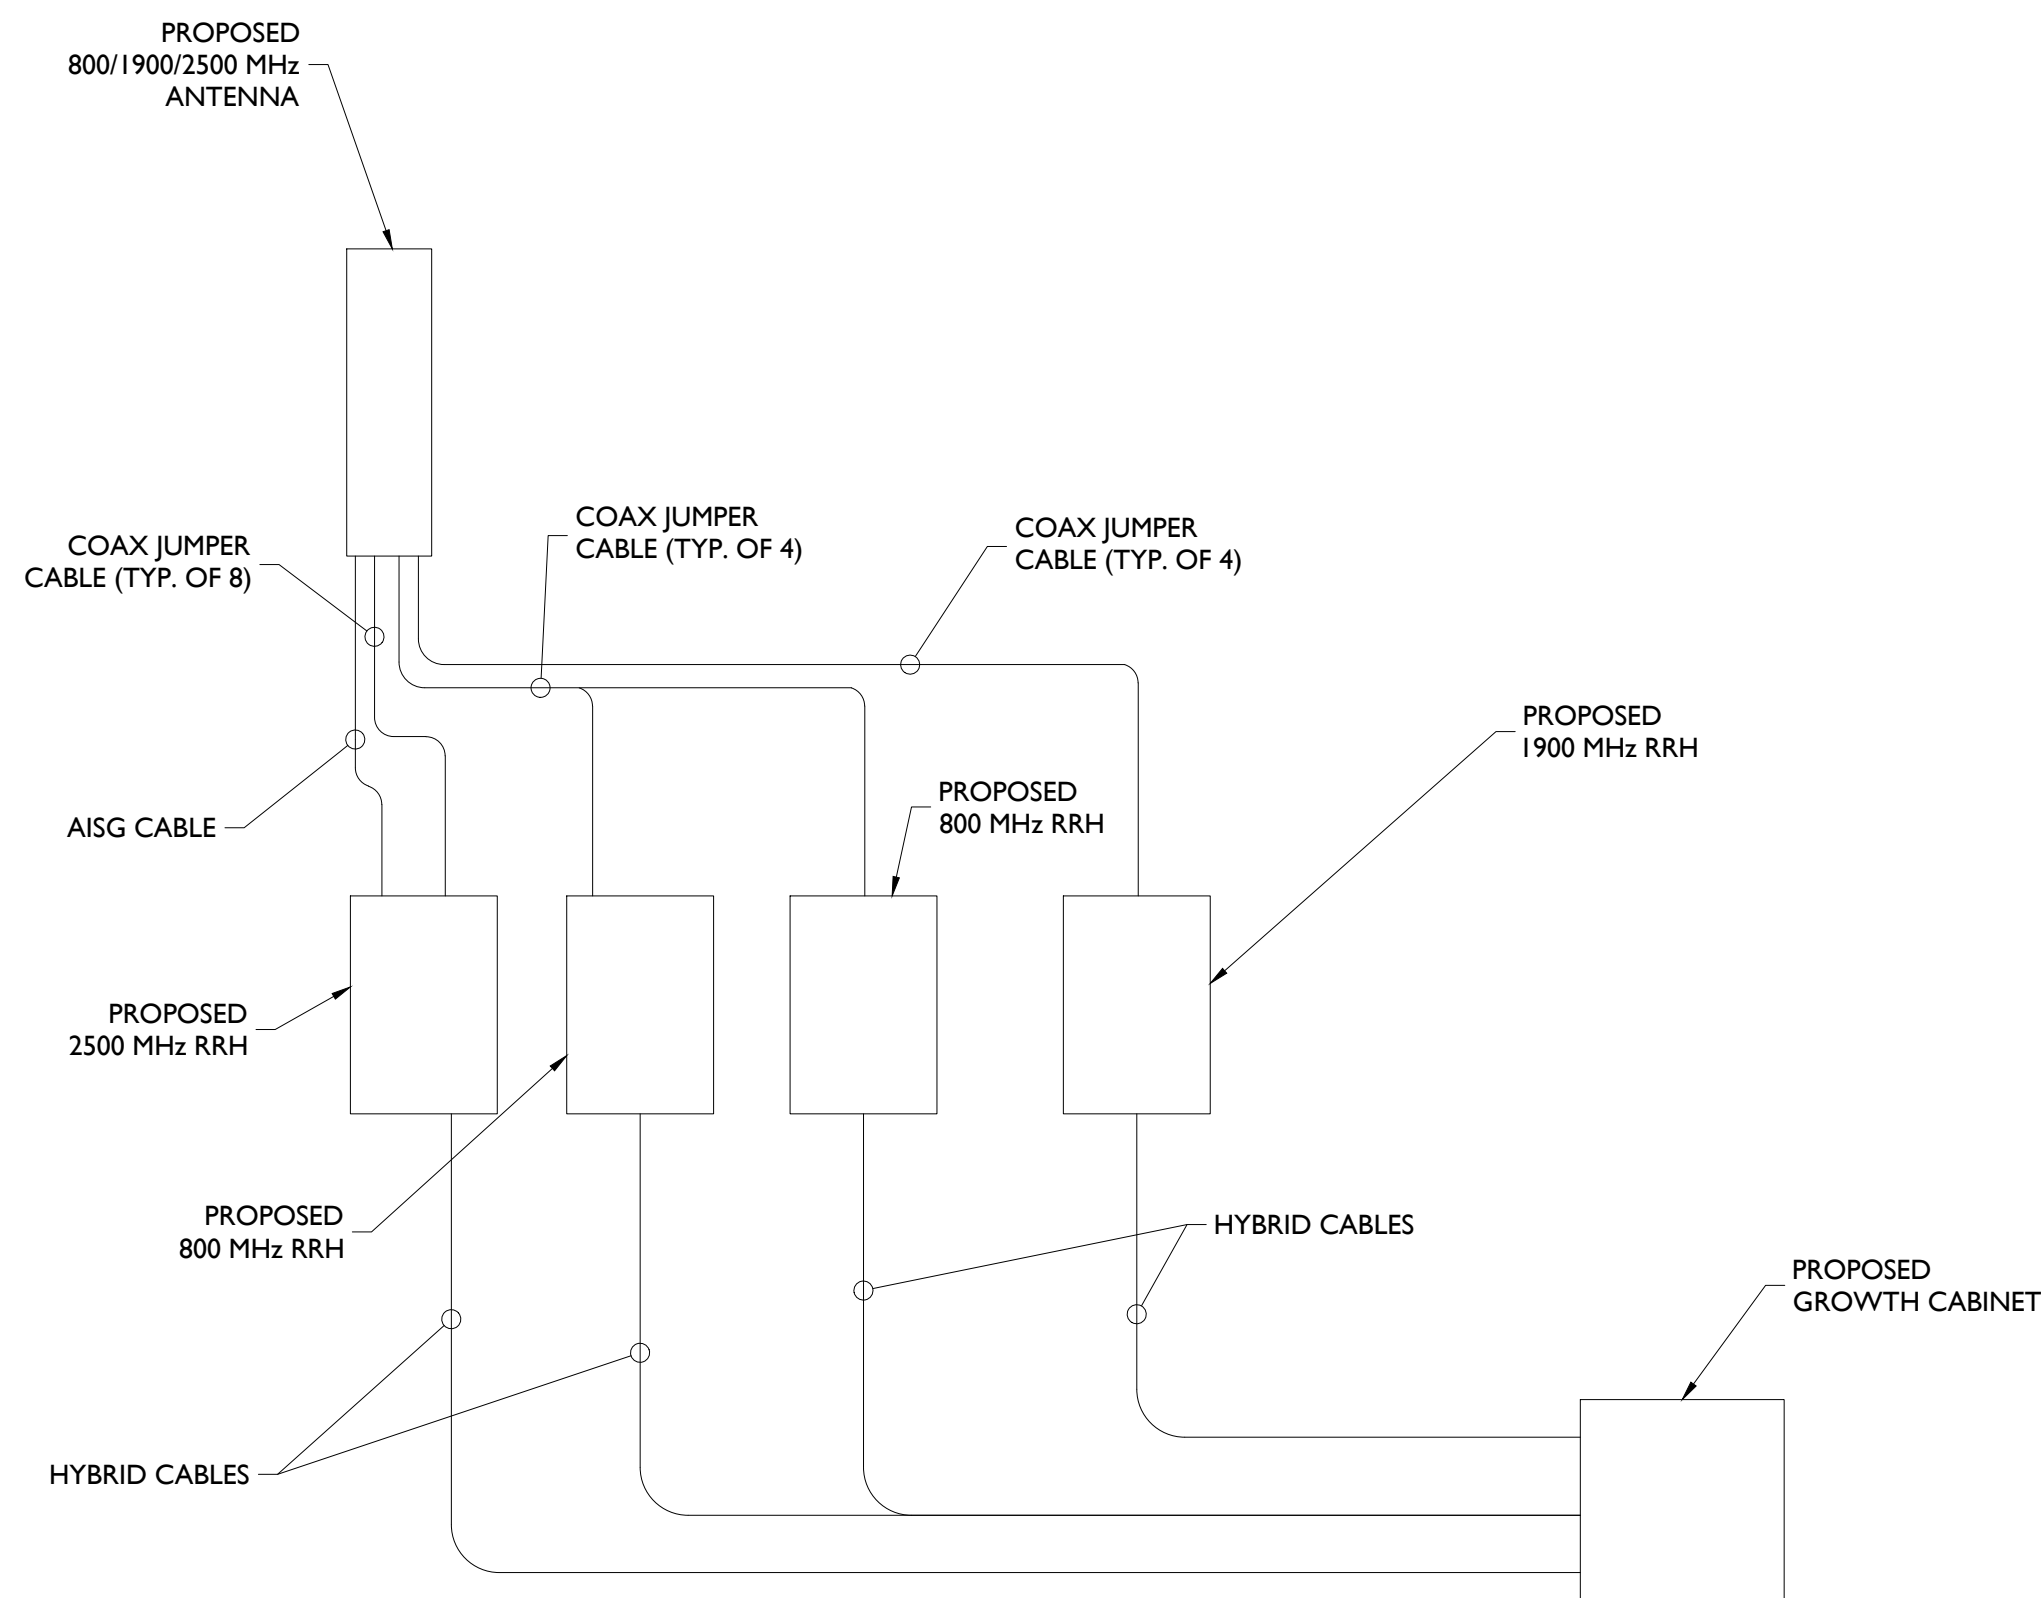 PROPOSED
800/1900/2500 MHz
ANTENNA
COAX JUMPER
CABLE (TYP. OF 8)
COAX JUMPER
CABLE (TYP. OF 4)
COAX JUMPER
CABLE (TYP. OF 4)
PROPOSED
1900 MHz RRH
PROPOSED
800 MHz RRH
AISG CABLE
PROPOSED
2500 MHz RRH
PROPOSED
800 MHz RRH
HYBRID CABLES
PROPOSED
GROWTH CABINET
HYBRID CABLES